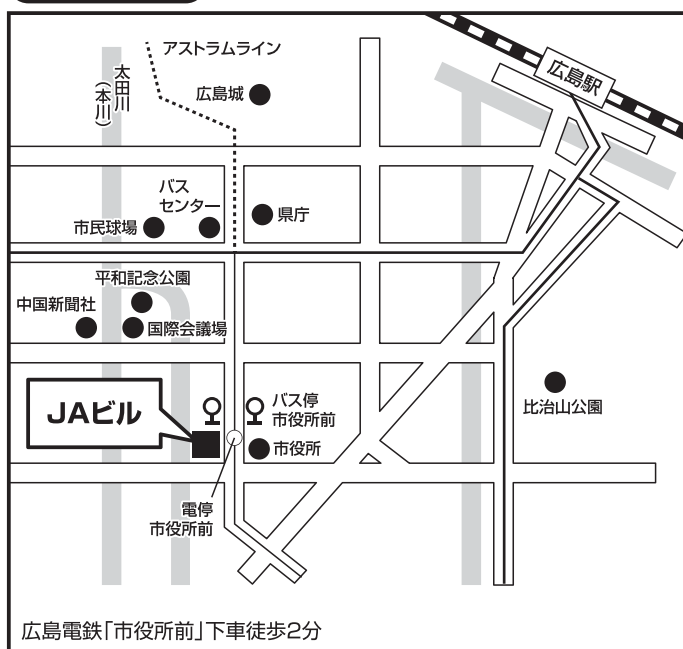 アストラムライン
太田川
(本川)
広島城
広島駅
バス
センター
県庁
市民球場
平和記念公園
中国新聞社
国際会議場
JAビル
バス停
市役所前
比治山公園
市役所
電停
市役所前
広島電鉄「市役所前」下車徒歩2分